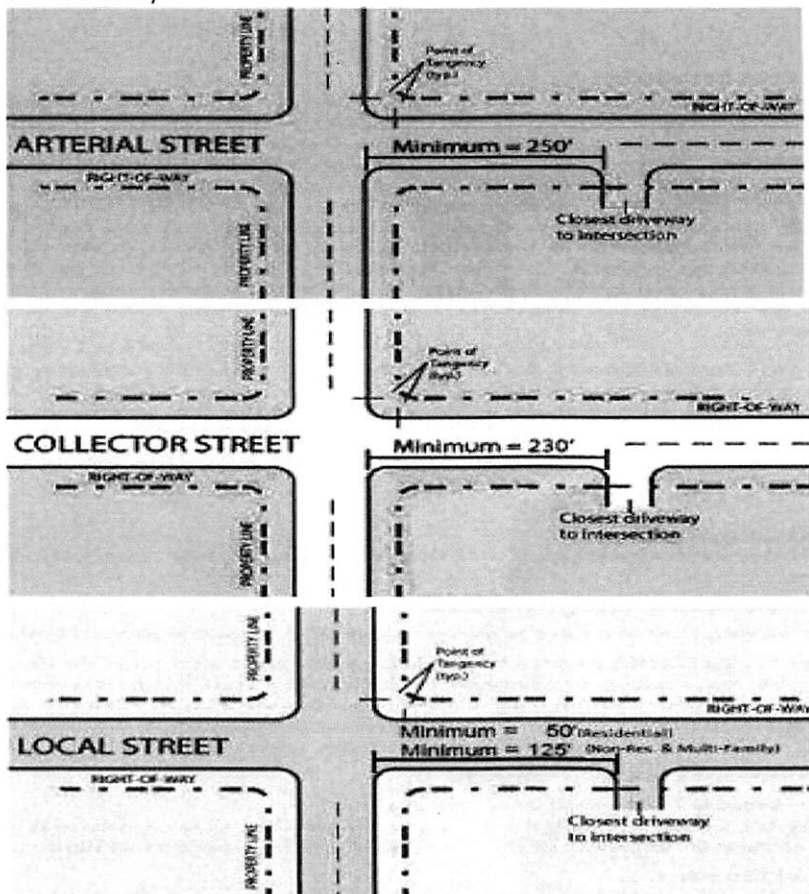 PROPERTY LINE
Point of
Tangency
(typ.)
RIGHT-OF-WAY
ARTERIAL STREET
Minimum = 250'
RIGHT-OF-WAY
PROPERTY LINE
Closest driveway
to Intersection
PROPERTY LINE
Point of
Tangency
(typ.)
RIGHT-OF-WAY
COLLECTOR STREET
Minimum = 230'
RIGHT-OF-WAY
PROPERTY LINE
Closest driveway
to Intersection
PROPERTY LINE
Point of
Tangency
(typ.)
RIGHT-OF-WAY
Minimum = 50' (Residential)
LOCAL STREET
Minimum = 125' (Non-Res. & Multi-Family)
RIGHT-OF-WAY
PROPERTY LINE
Closest driveway
to Intersection